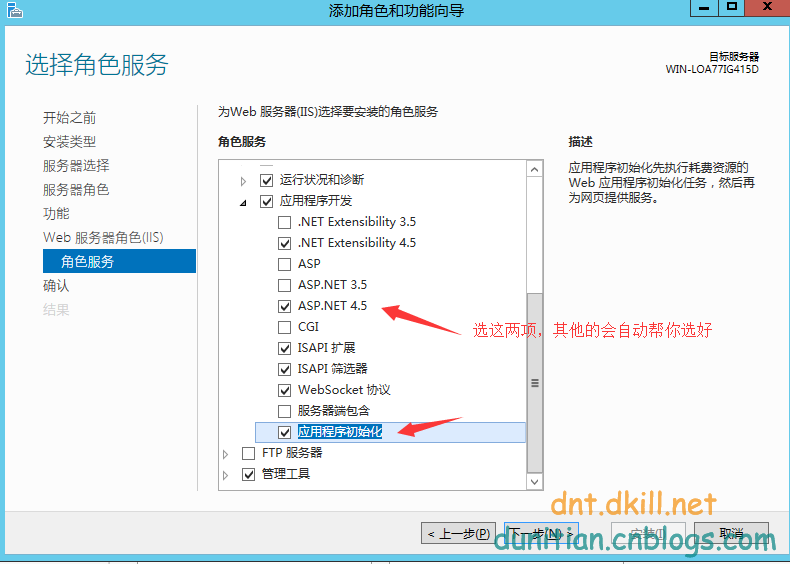 添加角色和功能向导
选择角色服务
目标服务器
WIN-LOA77IG415D
开始之前
安装类型
服务器选择
服务器角色
功能
Web 服务器角色(IIS)
角色服务
确认
结果
为Web 服务器(IIS)选择要安装的角色服务
角色服务
运行状况和诊断
应用程序开发
.NET Extensibility 3.5
.NET Extensibility 4.5
ASP
ASP.NET 3.5
ASP.NET 4.5
CGI
ISAPI 扩展
ISAPI 筛选器
WebSocket 协议
服务器端包含
应用程序初始化
FTP 服务器
管理工具
选这两项，其他的会自动帮你选好
描述
应用程序初始化先执行耗费资源的
Web 应用程序初始化任务，然后再
为网页提供服务。
dnt.dkill.net
< 上一步(P)
下一步(N) >
安装(I)
取消
dunitian.cnblogs.com